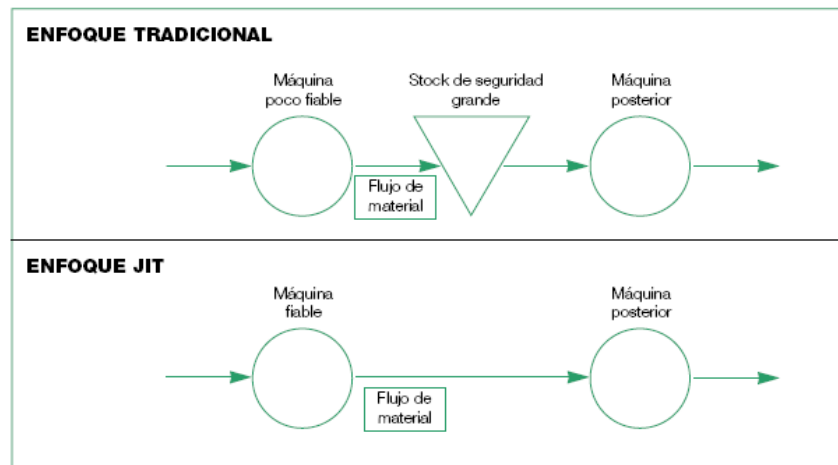 ENFOQUE TRADICIONAL
Máquina
poco fiable
Stock de seguridad
grande
Máquina
posterior
Flujo de
material
ENFOQUE JIT
Máquina
fiable
Máquina
posterior
Flujo de
material